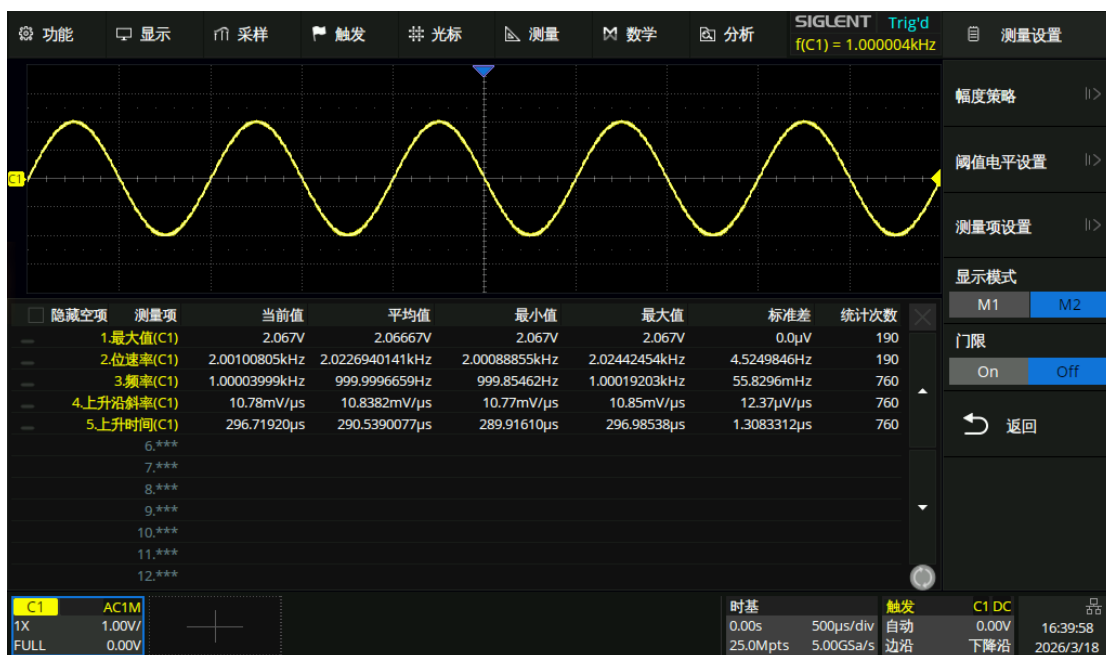 功能 显示 采样 触发 光标 测量 数学 分析 SIGLENT Trig'd 测量设置
f(C1) = 1.000004kHz
幅度策略
阈值电平设置
测量项设置
显示模式
M1 M2
门限
On Off
返回
C1
隐藏空项 测量项 当前值 平均值 最小值 最大值 标准差 统计次数
1.最大值(C1) 2.067V 2.06667V 2.067V 2.067V 0.0µV 190
2.位速率(C1) 2.00100805kHz 2.0226940141kHz 2.00088855kHz 2.02442454kHz 4.5249846Hz 190
3.频率(C1) 1.00003999kHz 999.9996659Hz 999.85462Hz 1.00019203kHz 55.8296mHz 760
4.上升沿斜率(C1) 10.78mV/µs 10.8382mV/µs 10.77mV/µs 10.85mV/µs 12.37µV/µs 760
5.上升时间(C1) 296.71920µs 290.5390077µs 289.91610µs 296.98538µs 1.3083312µs 760
6.***
7.***
8.***
9.***
10.***
11.***
12.***
C1 AC1M
1X 1.00V/
FULL 0.00V
时基
0.00s 500µs/div
25.0Mpts 5.00GSa/s
触发 C1 DC
自动 0.00V
边沿 下降沿
16:39:58
2026/3/18